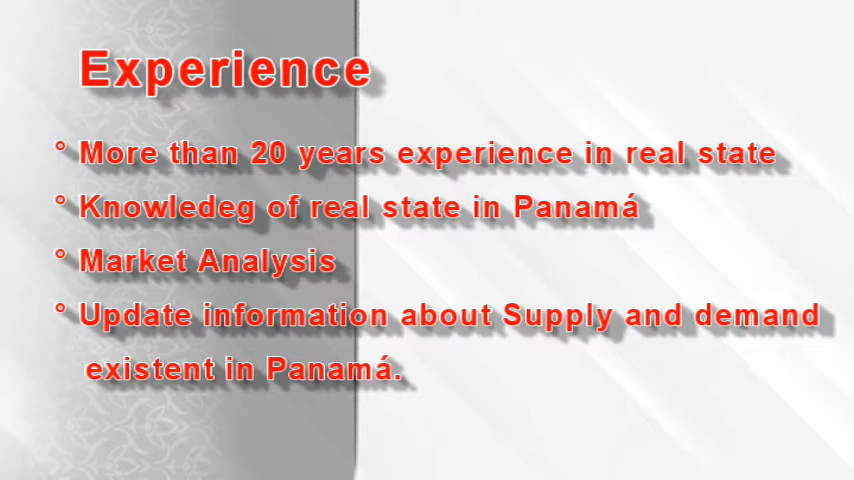 Experience
° More than 20 years experience in real state
° Knowledeg of real state in Panamá
° Market Analysis
° Update information about Supply and demand
existent in Panamá.